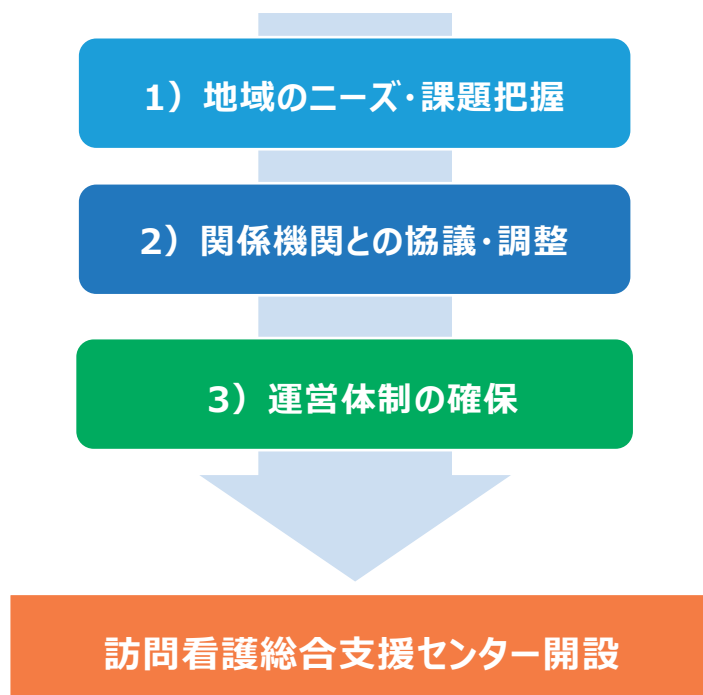 1）地域のニーズ・課題把握
2）関係機関との協議・調整
3）運営体制の確保
訪問看護総合支援センター開設